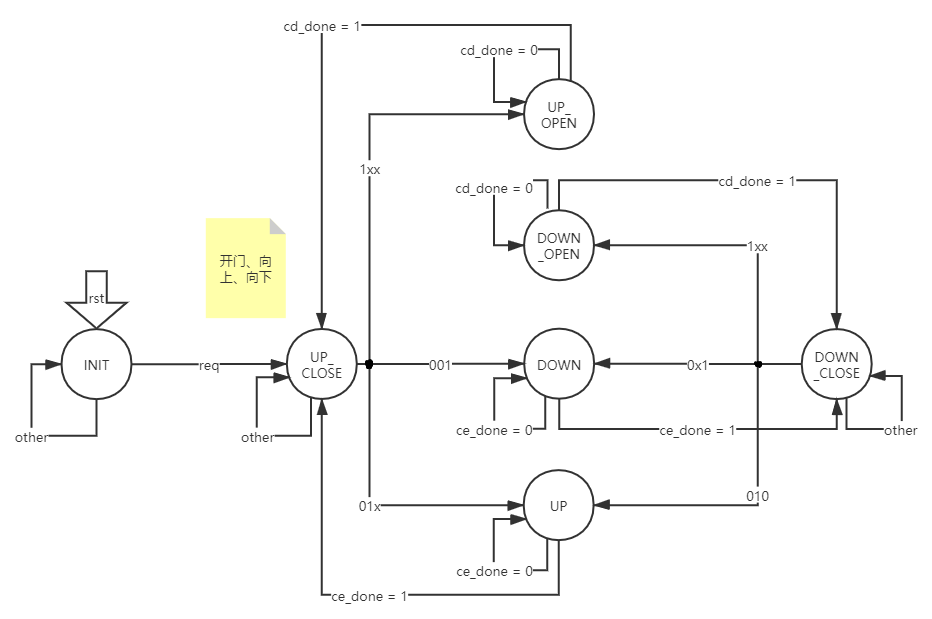 cd_done = 1
cd_done = 0
UP_
OPEN
1xx
cd_done = 0
cd_done = 1
DOWN
_OPEN
1xx
开门、向
上、向下
rst
INIT
req
UP_
CLOSE
001
DOWN
0x1
DOWN
_CLOSE
other
other
ce_done = 0
ce_done = 1
other
01x
UP
010
ce_done = 0
ce_done = 1